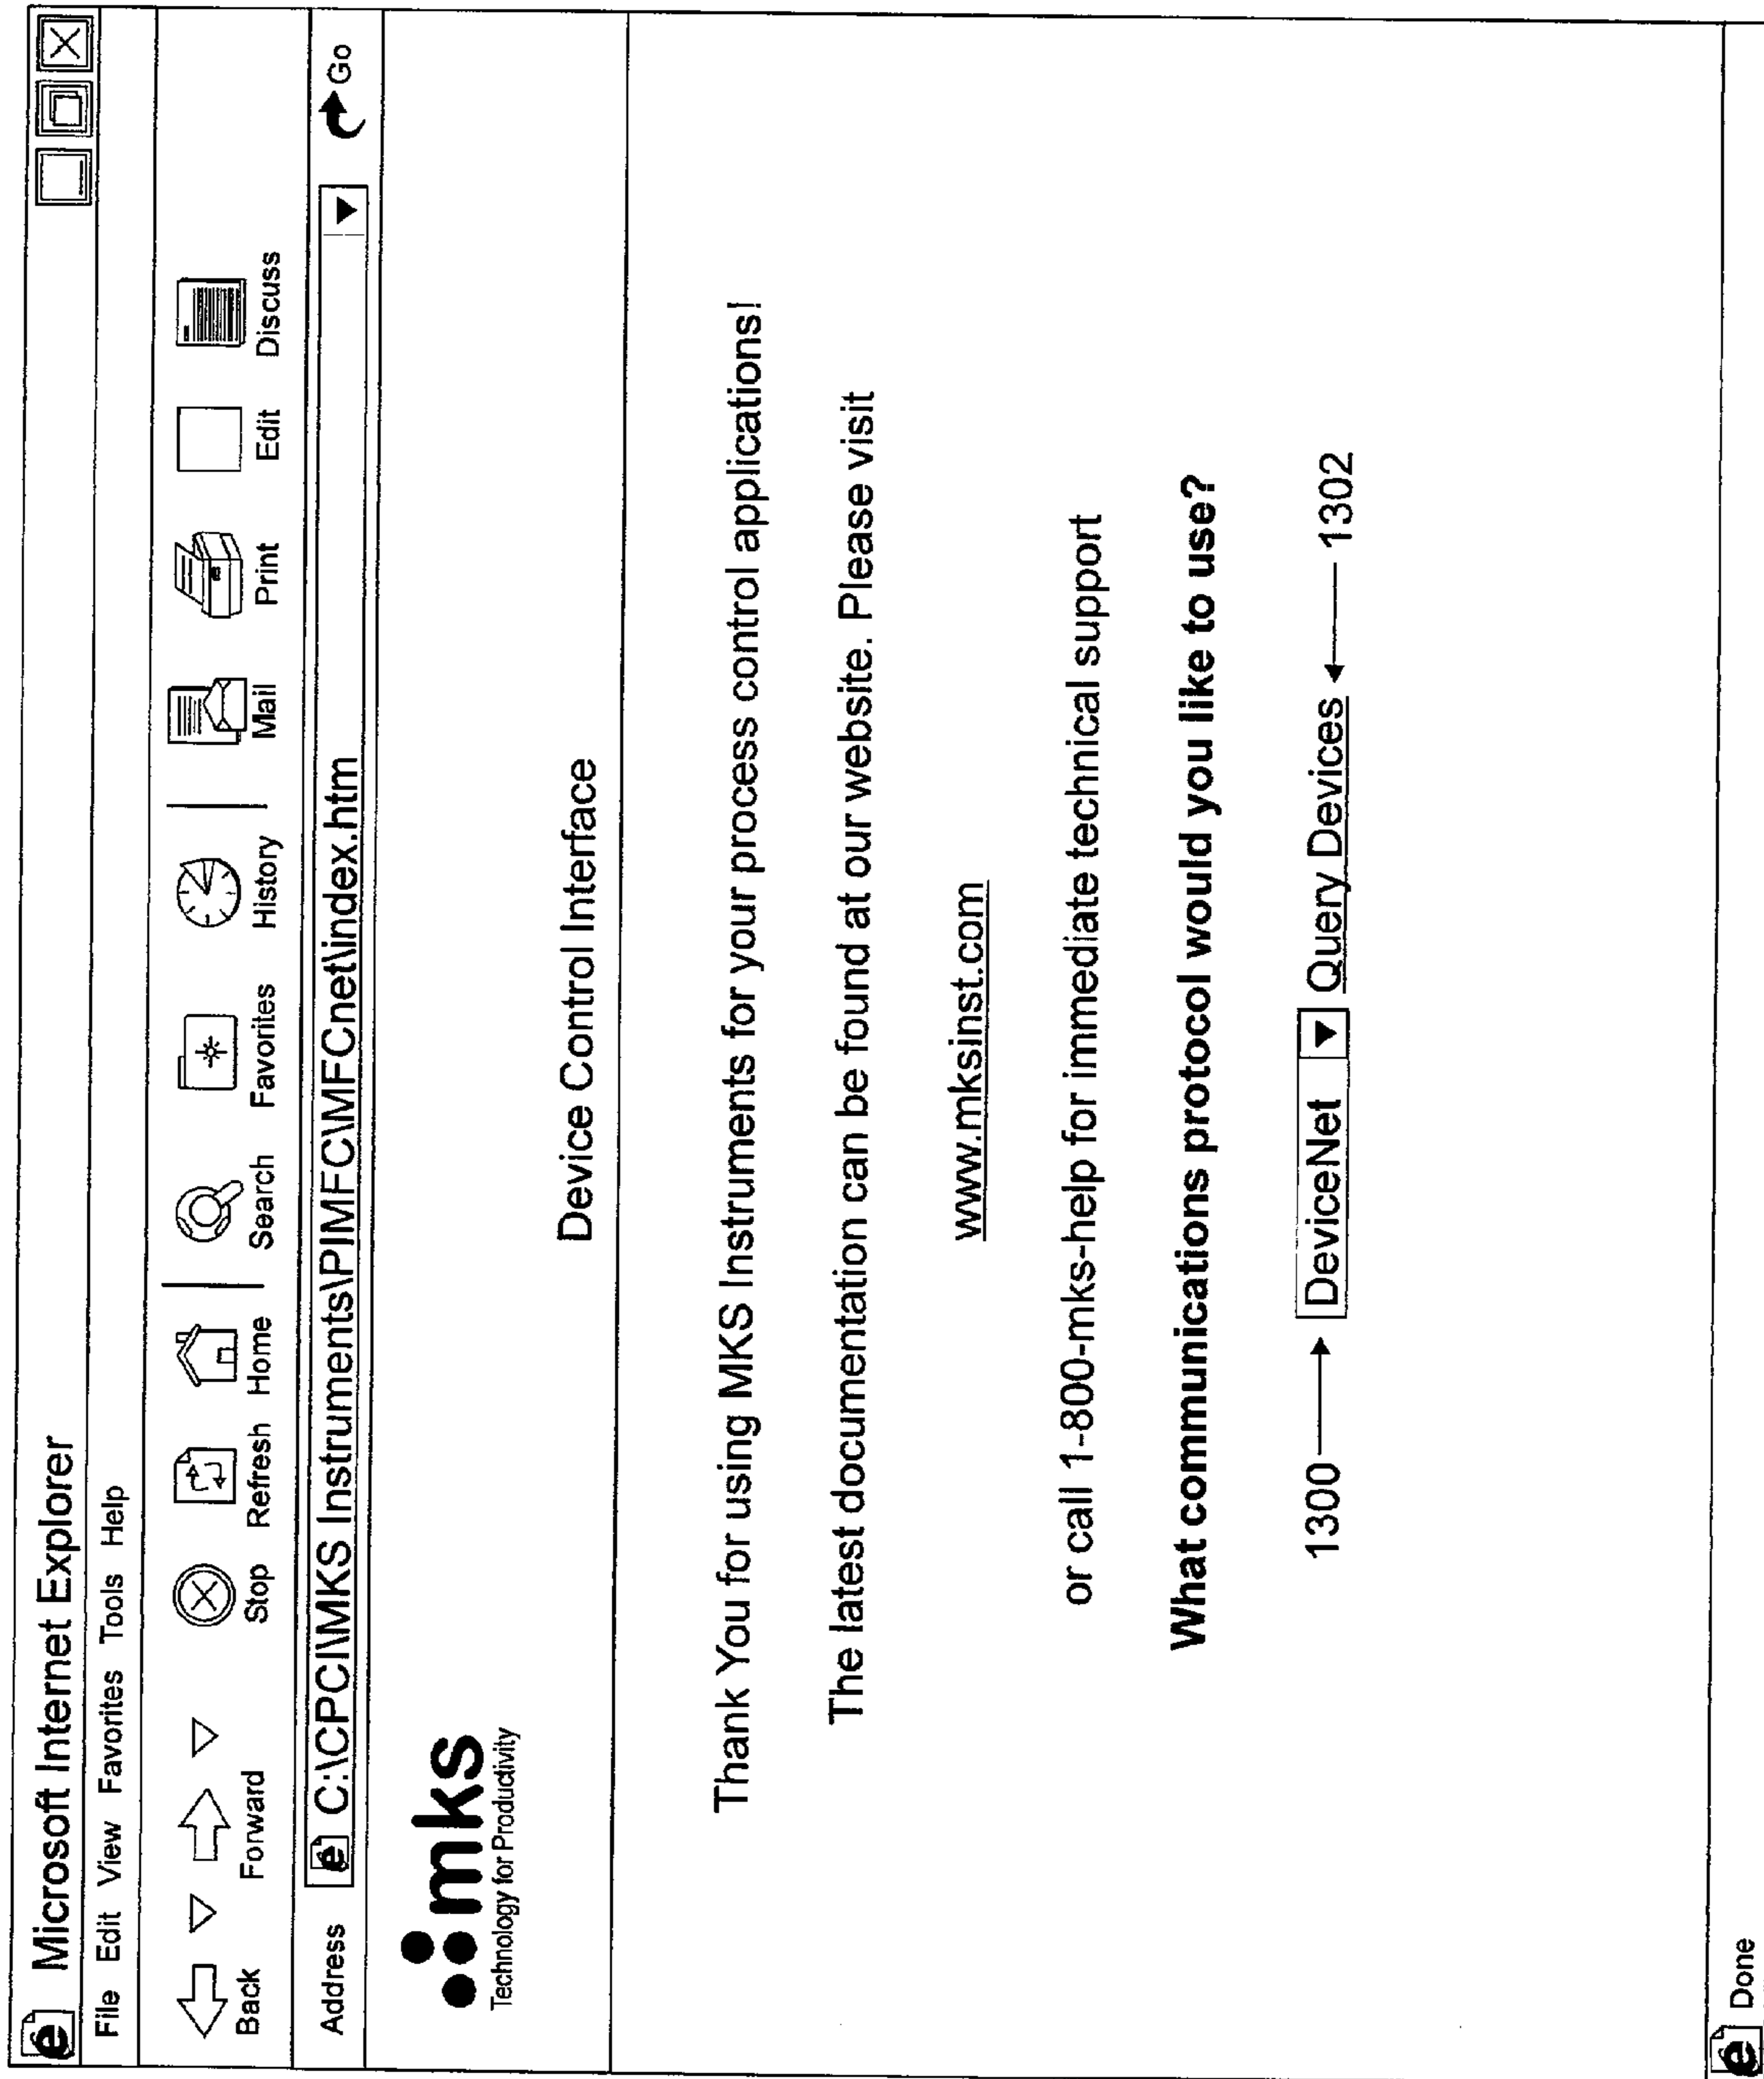 Microsoft Internet Explorer
File Edit View Favorites Tools Help
Back Forward Stop Refresh Home Search Favorites History Mail Print Edit Discuss
Address C:\CPCI\MKS Instruments\PIMFC\MFCnet\index.htm Go
mks
Technology for Productivity
Device Control Interface
Thank You for using MKS Instruments for your process control applications!
The latest documentation can be found at our website. Please visit
www.mksinst.com
or call 1-800-mks-help for immediate technical support
What communications protocol would you like to use?
1300 DeviceNet Query Devices 1302
Done